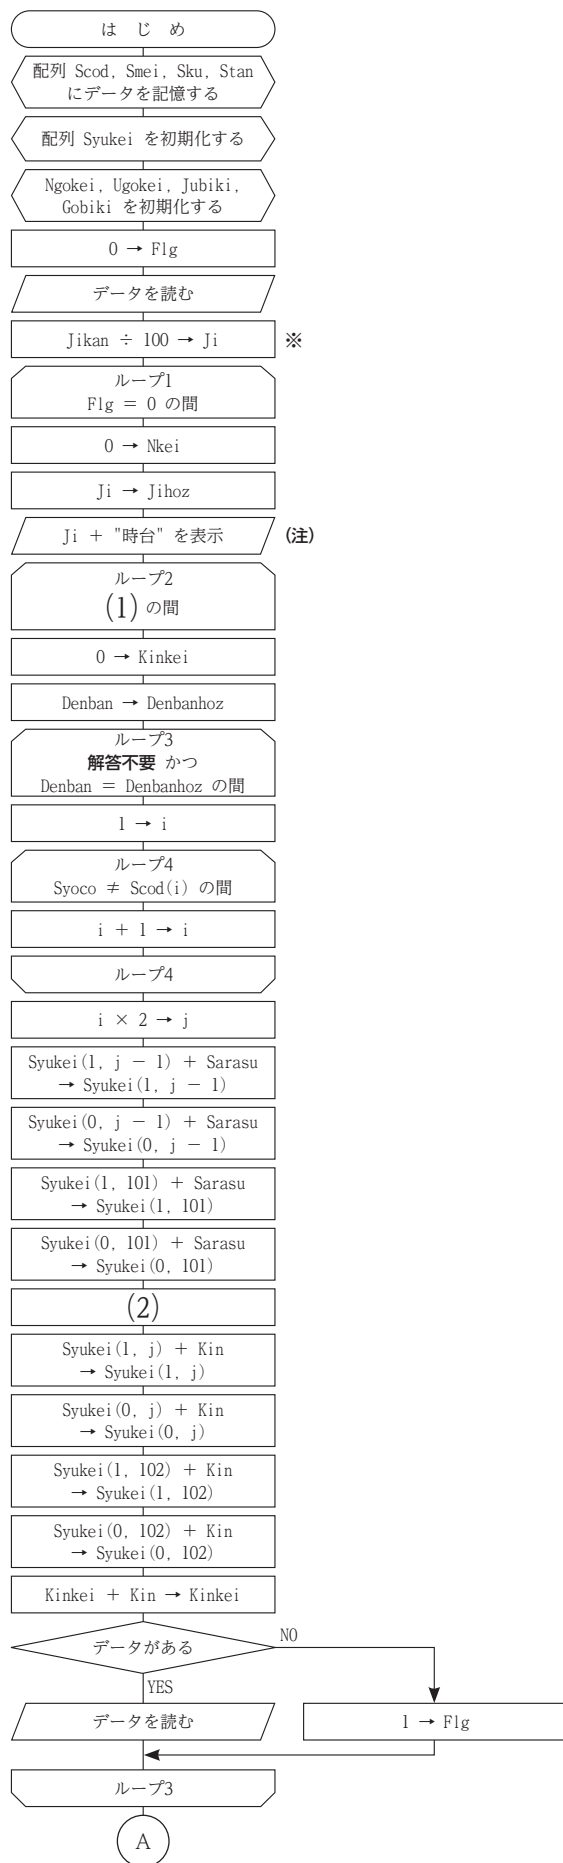 はじめ
配列 Scod, Smei, Sku, Stan
にデータを記憶する
配列 Syukei を初期化する
Ngokei, Ugokei, Jubiki,
Gobiki を初期化する
0 → Flg
データを読む
Jikan ÷ 100 → Ji ※
ループ1
Flg = 0 の間
0 → Nkei
Ji → Jihoz
Ji + "時台" を表示 (注)
ループ2
(1) の間
0 → Kinkei
Denban → Denbanhoz
ループ3
解答不要 かつ
Denban = Denbanhoz の間
1 → i
ループ4
Syoco ≠ Scod(i) の間
i + 1 → i
ループ4
i × 2 → j
Syukei(1, j － 1) + Sarasu
→ Syukei(1, j － 1)
Syukei(0, j － 1) + Sarasu
→ Syukei(0, j － 1)
Syukei(1, 101) + Sarasu
→ Syukei(1, 101)
Syukei(0, 101) + Sarasu
→ Syukei(0, 101)
(2)
Syukei(1, j) + Kin
→ Syukei(1, j)
Syukei(0, j) + Kin
→ Syukei(0, j)
Syukei(1, 102) + Kin
→ Syukei(1, 102)
Syukei(0, 102) + Kin
→ Syukei(0, 102)
Kinkei + Kin → Kinkei
データがある NO
YES
データを読む 1 → Flg
ループ3
A